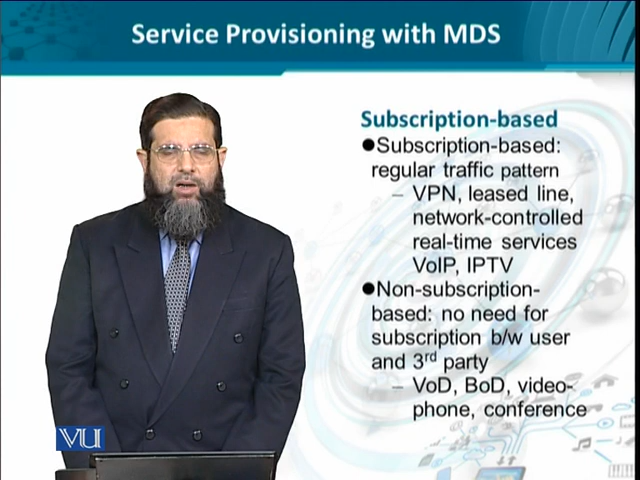 Service Provisioning with MDS
Subscription-based
●Subscription-based:
regular traffic pattern
– VPN, leased line,
network-controlled
real-time services
VoIP, IPTV
●Non-subscription-
based: no need for
subscription b/w user
and 3rd party
– VoD, BoD, video-
phone, conference
VU